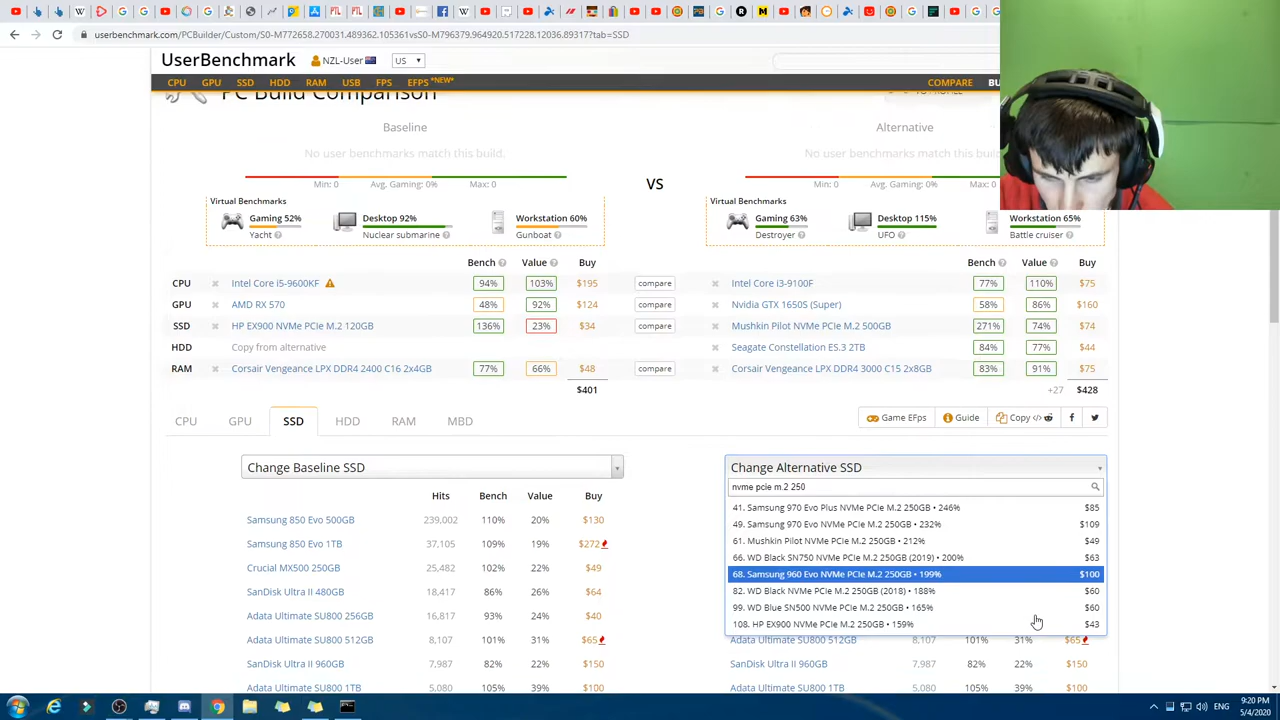 userbenchmark.com/PCBuilder/Custom/S0-M772658.270031.489362.105361vsS0-M796379.964920.517228.12036.89317?tab=SSD
UserBenchmark NZL-User US
CPU GPU SSD HDD RAM USB FPS EFPS *NEW* COMPARE BU
PC Build Comparison
Baseline Alternative
No user benchmarks match this build. No user benchmarks match this
Min: 0 Avg. Gaming: 0% Max: 0 VS Min: 0 Avg. Gaming: 0% Max: 0
Virtual Benchmarks Virtual Benchmarks
Gaming 52% Desktop 92% Workstation 60% Gaming 63% Desktop 115% Workstation 65%
Yacht Nuclear submarine Gunboat Destroyer UFO Battle cruiser
Bench Value Buy Bench Value Buy
CPU Intel Core i5-9600KF 94% 103% $195 compare Intel Core i3-9100F 77% 110% $75
GPU AMD RX 570 48% 92% $124 compare Nvidia GTX 1650S (Super) 58% 86% $160
SSD HP EX900 NVMe PCIe M.2 120GB 136% 23% $34 compare Mushkin Pilot NVMe PCIe M.2 500GB 271% 74% $74
HDD Copy from alternative Seagate Constellation ES.3 2TB 84% 77% $44
RAM Corsair Vengeance LPX DDR4 2400 C16 2x4GB 77% 66% $48 compare Corsair Vengeance LPX DDR4 3000 C15 2x8GB 83% 91% $75
$401 +27 $428
CPU GPU SSD HDD RAM MBD Game EFps Guide Copy </>
Change Baseline SSD Change Alternative SSD
nvme pcie m.2 250
Hits Bench Value Buy
41. Samsung 970 Evo Plus NVMe PCIe M.2 250GB • 246% $85
Samsung 850 Evo 500GB 239,002 110% 20% $130
49. Samsung 970 Evo NVMe PCIe M.2 250GB • 232% $109
Samsung 850 Evo 1TB 37,105 109% 19% $272
61. Mushkin Pilot NVMe PCIe M.2 250GB • 212% $49
66. WD Black SN750 NVMe PCIe M.2 250GB (2019) • 200% $63
Crucial MX500 250GB 25,482 102% 22% $49
68. Samsung 960 Evo NVMe PCIe M.2 250GB • 199% $100
SanDisk Ultra II 480GB 18,417 86% 26% $64
82. WD Black NVMe PCIe M.2 250GB (2018) • 188% $60
99. WD Blue SN500 NVMe PCIe M.2 250GB • 165% $60
Adata Ultimate SU800 256GB 16,817 93% 24% $40
108. HP EX900 NVMe PCIe M.2 250GB • 159% $43
Adata Ultimate SU800 512GB 8,107 101% 31% $65 Adata Ultimate SU800 512GB 8,107 101% 31% $65
SanDisk Ultra II 960GB 7,987 82% 22% $150 SanDisk Ultra II 960GB 7,987 82% 22% $150
Adata Ultimate SU800 1TB 5,080 105% 39% $100 Adata Ultimate SU800 1TB 5,080 105% 39% $100
ENG 9:20 PM
5/4/2020